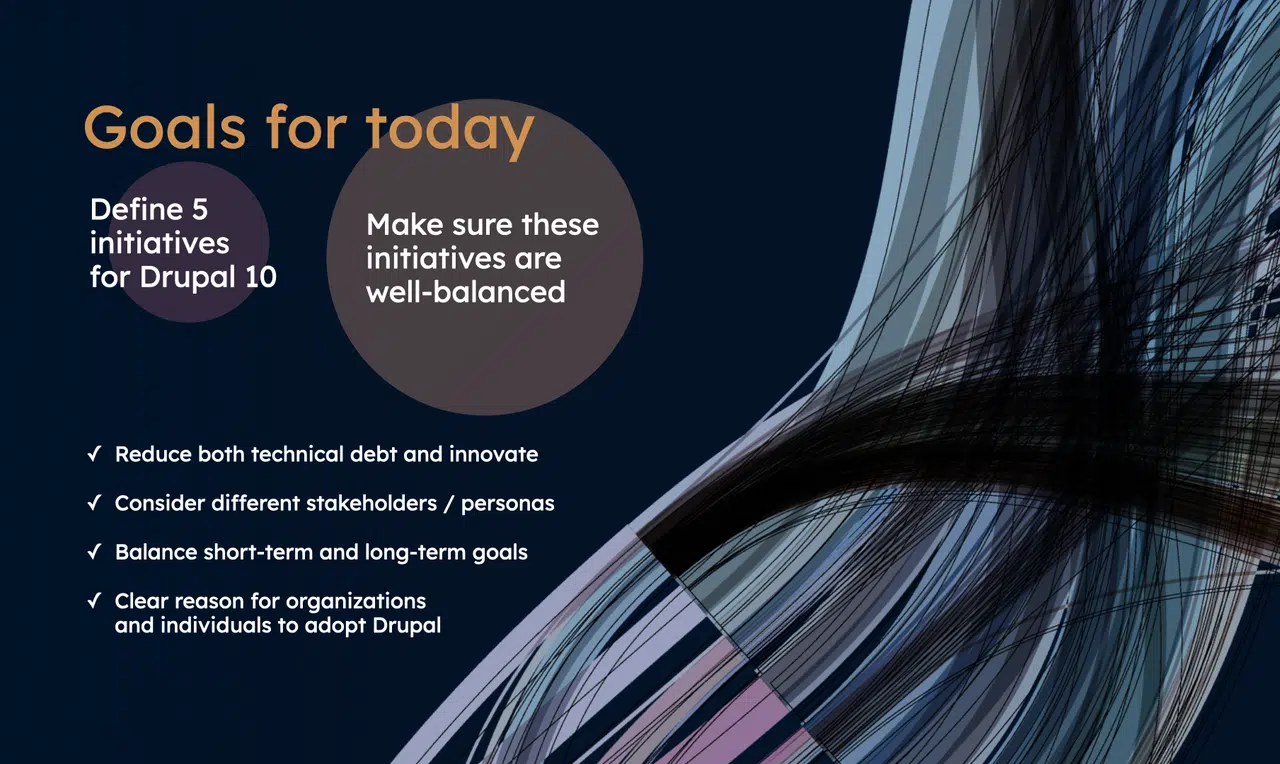 Goals for today
Define 5
initiatives
for Drupal 10
Make sure these
initiatives are
well-balanced
✓ Reduce both technical debt and innovate
✓ Consider different stakeholders / personas
✓ Balance short-term and long-term goals
✓ Clear reason for organizations
and individuals to adopt Drupal